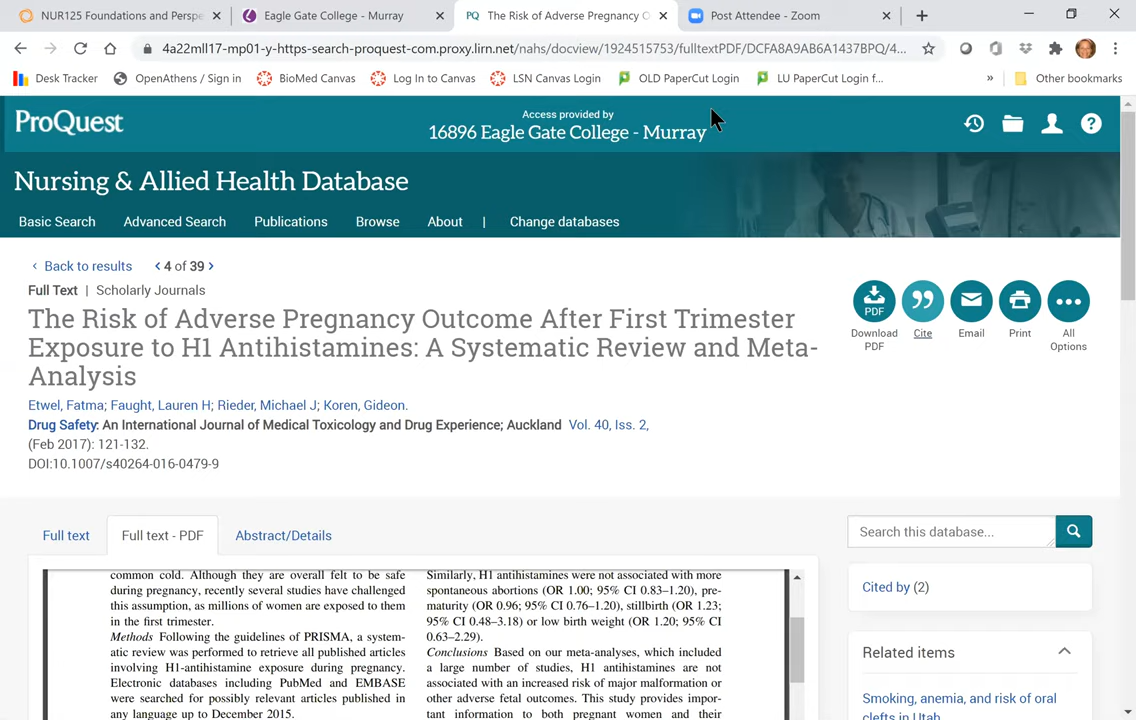 NUR125 Foundations and Perspe
Eagle Gate College - Murray
PQ The Risk of Adverse Pregnancy O
Post Attendee - Zoom
4a22mll17-mp01-y-https-search-proquest-com.proxy.lirn.net/nahs/docview/1924515753/fulltextPDF/DCFA8A9AB6A1437BPQ/4...
Desk Tracker
OpenAthens / Sign in
BioMed Canvas
Log In to Canvas
LSN Canvas Login
OLD PaperCut Login
LU PaperCut Login f...
»
Other bookmarks
ProQuest
Access provided by
16896 Eagle Gate College - Murray
Nursing & Allied Health Database
Basic Search Advanced Search Publications Browse About | Change databases
‹ Back to results ‹ 4 of 39 ›
Full Text | Scholarly Journals
The Risk of Adverse Pregnancy Outcome After First Trimester
Exposure to H1 Antihistamines: A Systematic Review and Meta-
Analysis
Etwel, Fatma; Faught, Lauren H; Rieder, Michael J; Koren, Gideon.
Drug Safety: An International Journal of Medical Toxicology and Drug Experience; Auckland Vol. 40, Iss. 2,
(Feb 2017): 121-132.
DOI:10.1007/s40264-016-0479-9
PDF
Download
PDF
Cite
Email
Print
All
Options
Full text
Full text - PDF
Abstract/Details
Search this database...
Cited by (2)
Related items
Smoking, anemia, and risk of oral
clefts in Utah
common cold. Although they are overall felt to be safe
during pregnancy, recently several studies have challenged
this assumption, as millions of women are exposed to them
in the first trimester.
Methods Following the guidelines of PRISMA, a system-
atic review was performed to retrieve all published articles
involving H1-antihistamine exposure during pregnancy.
Electronic databases including PubMed and EMBASE
were searched for possibly relevant articles published in
any language up to December 2015.
Similarly, H1 antihistamines were not associated with more
spontaneous abortions (OR 1.00; 95% CI 0.83–1.20), pre-
maturity (OR 0.96; 95% CI 0.76–1.20), stillbirth (OR 1.23;
95% CI 0.48–3.18) or low birth weight (OR 1.20; 95% CI
0.63–2.29).
Conclusions Based on our meta-analyses, which included
a large number of studies, H1 antihistamines are not
associated with an increased risk of major malformation or
other adverse fetal outcomes. This study provides impor-
tant information to both pregnant women and their